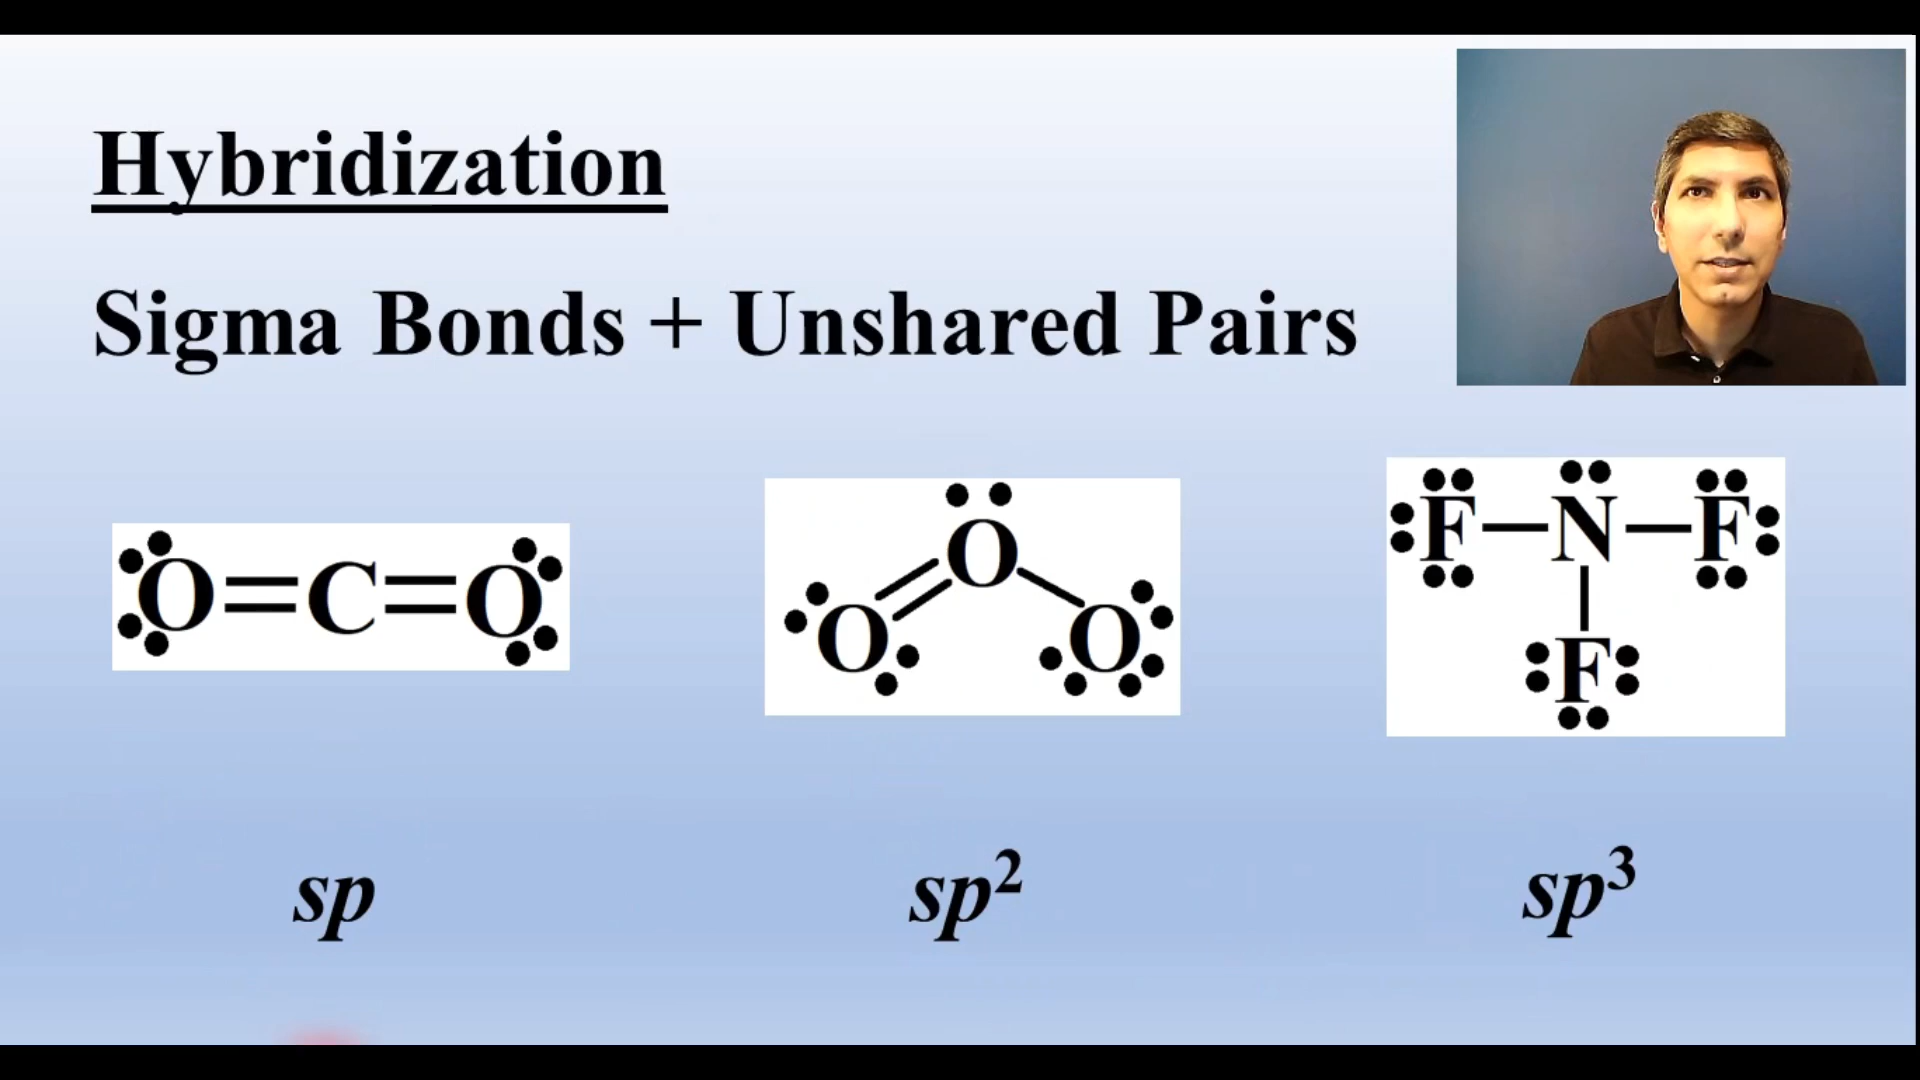 Hybridization
Sigma Bonds + Unshared Pairs
O=C=O
O
O O
F—N—F
F
sp
sp²
sp³